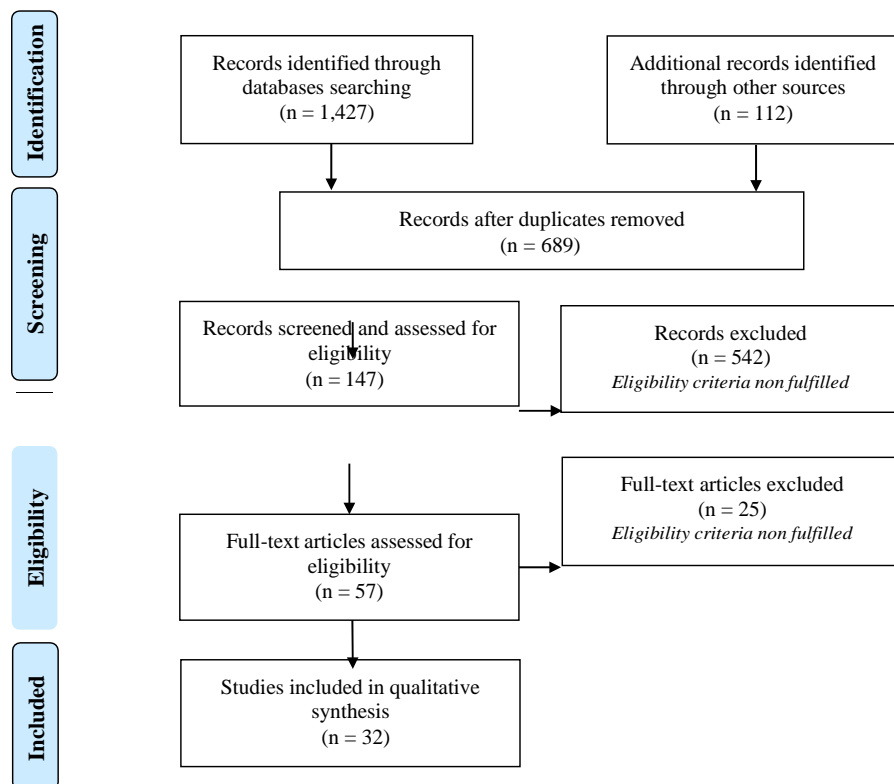 Identification
Records identified through
databases searching
(n = 1,427)
Additional records identified
through other sources
(n = 112)
Screening
Records after duplicates removed
(n = 689)
Records screened and assessed for
eligibility
(n = 147)
Records excluded
(n = 542)
Eligibility criteria non fulfilled
Eligibility
Full-text articles assessed for
eligibility
(n = 57)
Full-text articles excluded
(n = 25)
Eligibility criteria non fulfilled
Included
Studies included in qualitative
synthesis
(n = 32)